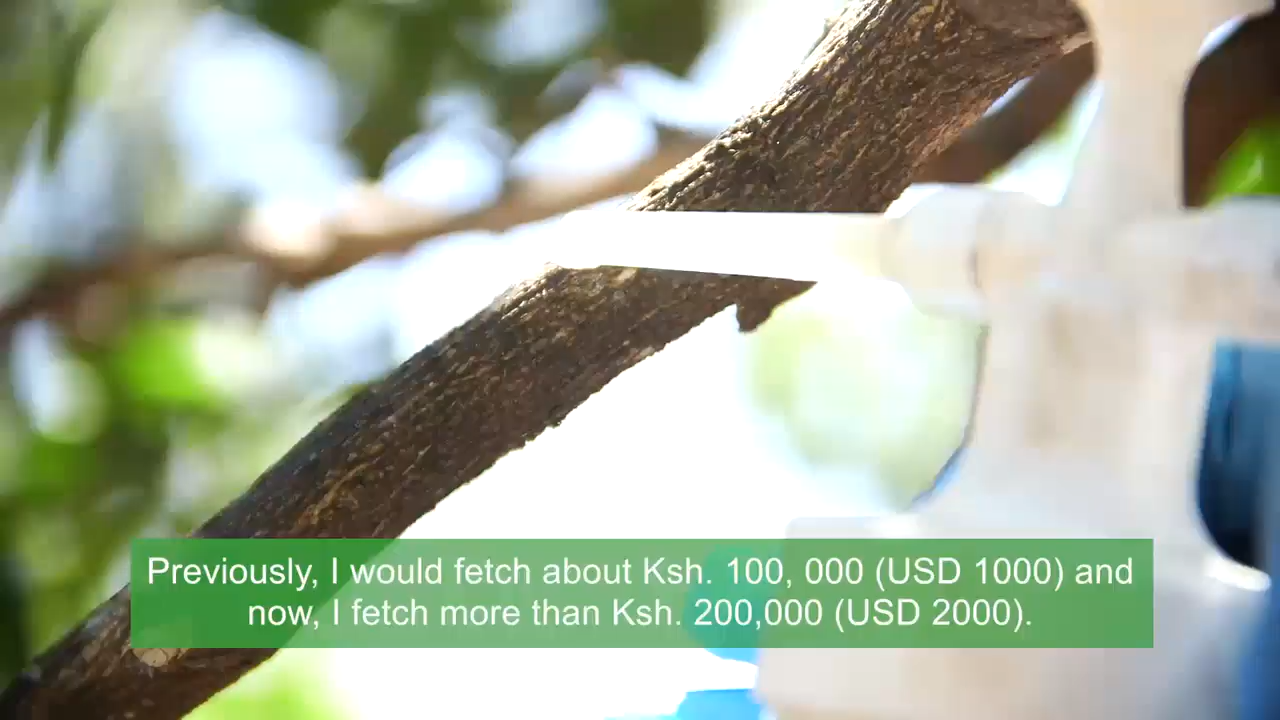 Previously, I would fetch about Ksh. 100, 000 (USD 1000) and
now, I fetch more than Ksh. 200,000 (USD 2000).